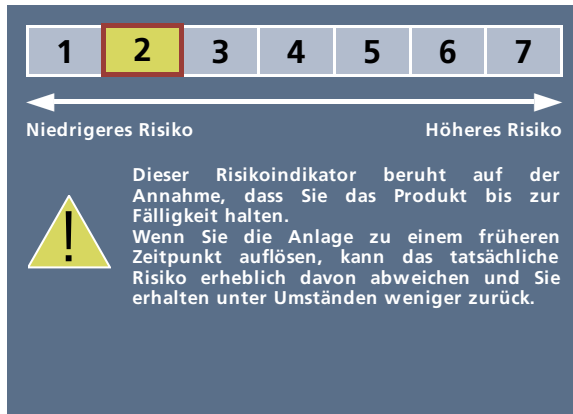 1 2 3 4 5 6 7
Niedrigeres Risiko Höheres Risiko
Dieser Risikoindikator beruht auf der
Annahme, dass Sie das Produkt bis zur
Fälligkeit halten.
Wenn Sie die Anlage zu einem früheren
Zeitpunkt auflösen, kann das tatsächliche
Risiko erheblich davon abweichen und Sie
erhalten unter Umständen weniger zurück.
!